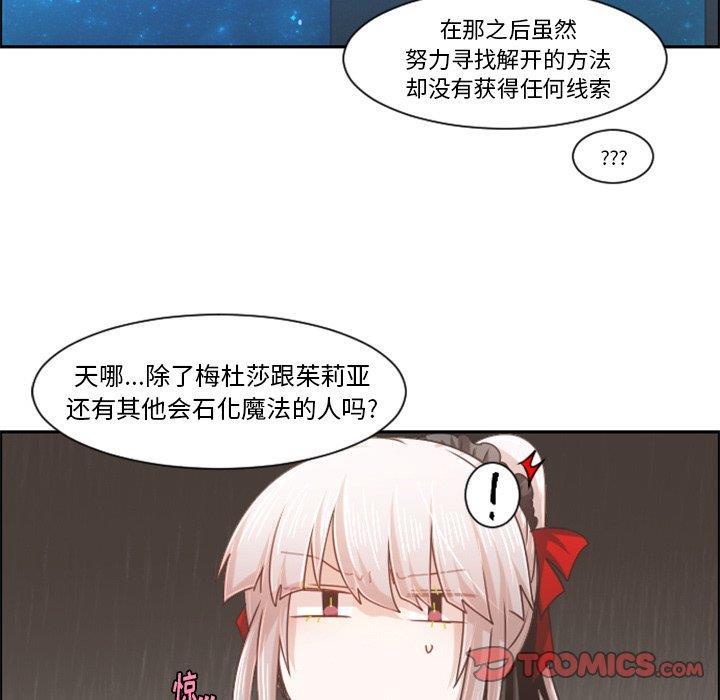 在那之后虽然
努力寻找解开的方法
却没有获得任何线索
???
天哪...除了梅杜莎跟茱莉亚
还有其他会石化魔法的人吗?
!
惊...
TOOMICS.COM